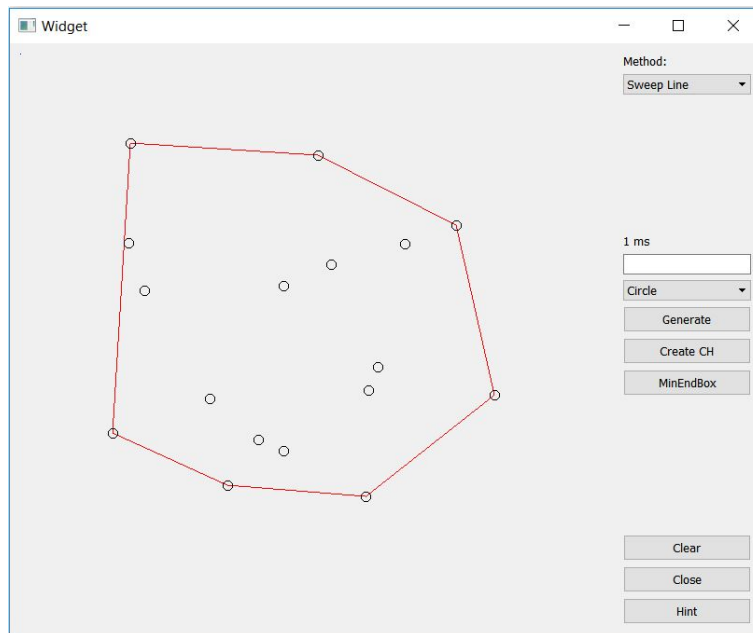 Widget
Method:
Sweep Line
1 ms
Circle
Generate
Create CH
MinEndBox
Clear
Close
Hint